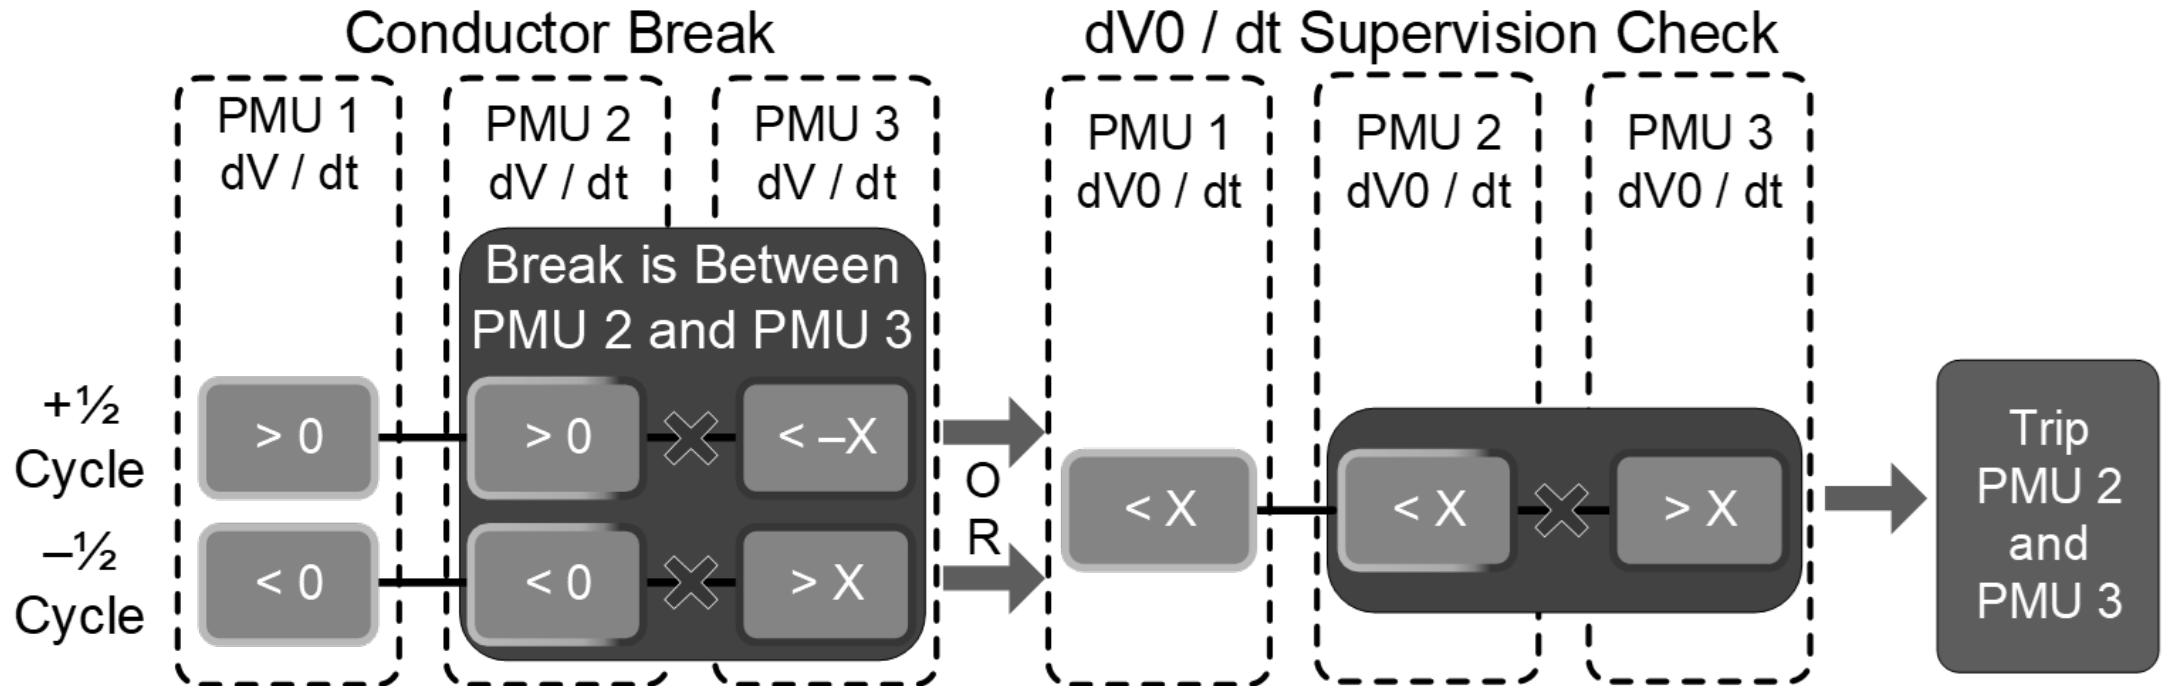 Conductor Break
dV0 / dt Supervision Check
PMU 1
dV / dt
PMU 2
dV / dt
PMU 3
dV / dt
PMU 1
dV0 / dt
PMU 2
dV0 / dt
PMU 3
dV0 / dt
Break is Between
PMU 2 and PMU 3
+½
Cycle
> 0
> 0
< –X
–½
Cycle
< 0
< 0
> X
O
R
< X
< X
> X
Trip
PMU 2
and
PMU 3